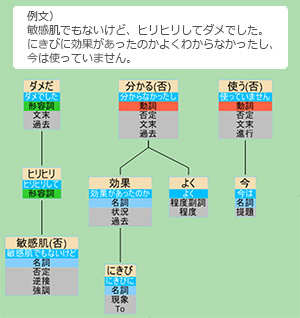 例文）
敏感肌でもないけど、ヒリヒリしてダメでした。
にきびに効果があったのかよくわからなかったし、
今は使っていません。
ダメだ
ダメでした
形容詞
文末
過去
分かる(否)
分からなかったし
動詞
否定
文末
過去
使う(否)
使っていません
動詞
否定
文末
進行
ヒリヒリ
ヒリヒリして
形容詞
効果
効果があったのか
名詞
状況
過去
よく
よく
程度副詞
程度
今
今は
名詞
提題
敏感肌(否)
敏感肌でもないけど
名詞
否定
逆接
強調
にきび
にきびに
名詞
現象
To